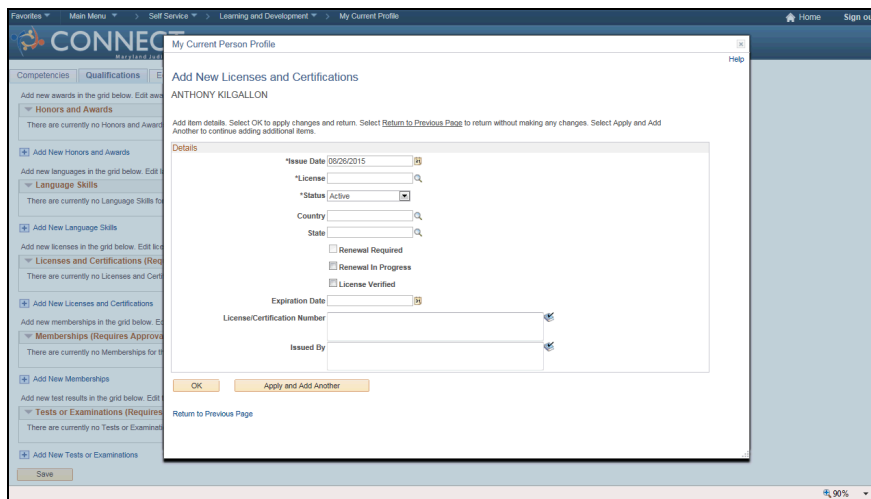 Favorites Main Menu > Self Service > Learning and Development > My Current Profile
Home Sign ou
CONNECT
Maryland Judi
My Current Person Profile
Help
Competencies Qualifications E
Add New Licenses and Certifications
ANTHONY KILGALLON
Add new awards in the grid below. Edit awa
Honors and Awards
There are currently no Honors and Award
Add New Honors and Awards
Add new languages in the grid below. Edit l
Language Skills
There are currently no Language Skills for
Add New Language Skills
Add new licenses in the grid below. Edit lice
Licenses and Certifications (Req
There are currently no Licenses and Certi
Add New Licenses and Certifications
Add new memberships in the grid below. Ed
Memberships (Requires Approva
There are currently no Memberships for th
Add New Memberships
Add new test results in the grid below. Edit t
Tests or Examinations (Requires
There are currently no Tests or Examinati
Add New Tests or Examinations
Save
Add item details. Select OK to apply changes and return. Select Return to Previous Page to return without making any changes. Select Apply and Add
Another to continue adding additional items.
Details
*Issue Date 08/26/2015
*License
*Status Active
Country
State
Renewal Required
Renewal In Progress
License Verified
Expiration Date
License/Certification Number
Issued By
OK Apply and Add Another
Return to Previous Page
90%